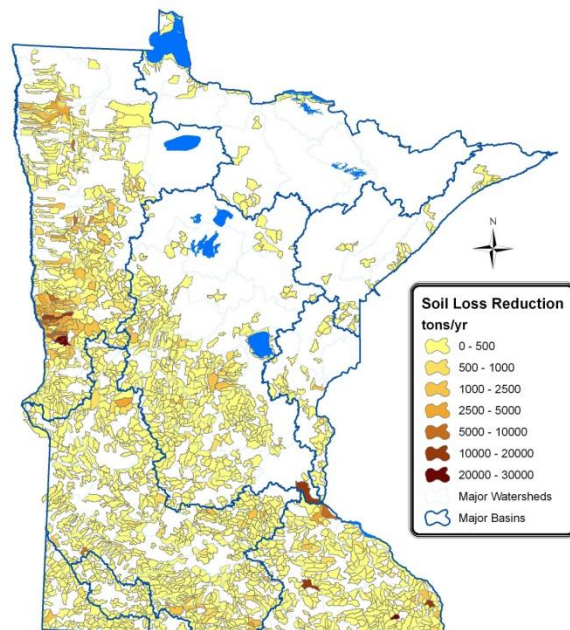 N
Soil Loss Reduction
tons/yr
0 - 500
500 - 1000
1000 - 2500
2500 - 5000
5000 - 10000
10000 - 20000
20000 - 30000
Major Watersheds
Major Basins